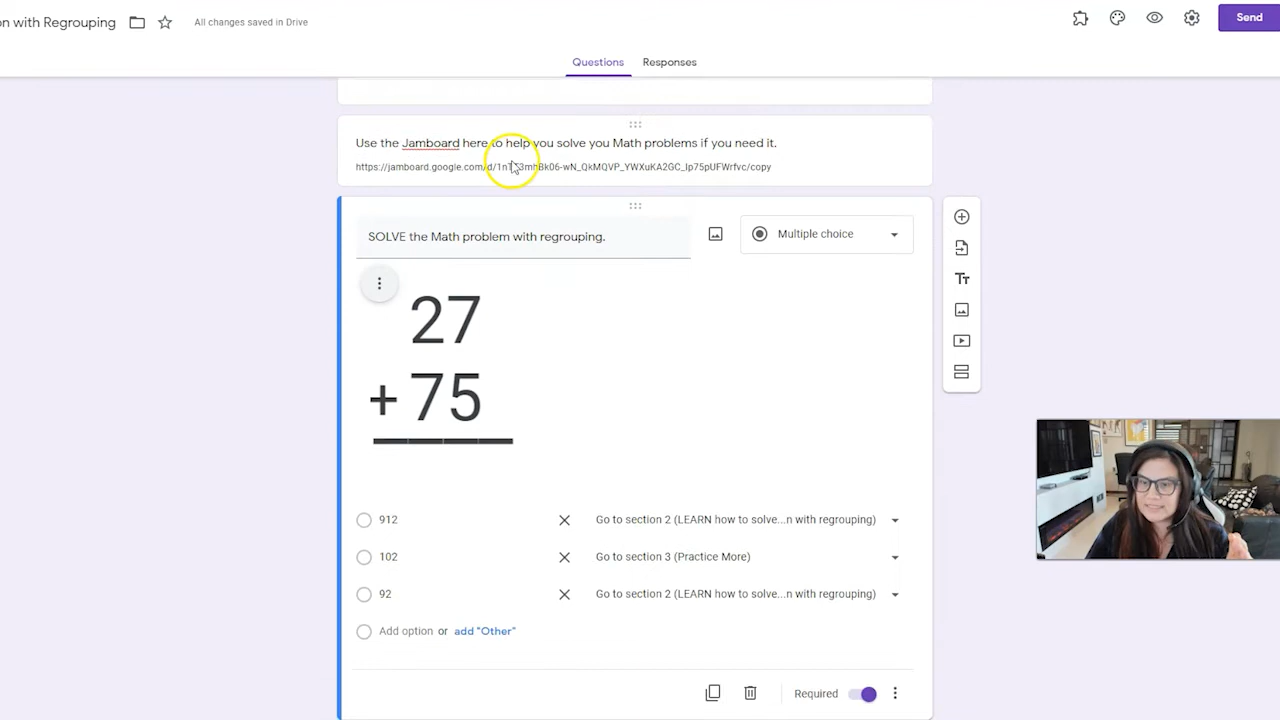 on with Regrouping
All changes saved in Drive
Send
Questions
Responses
Use the Jamboard here to help you solve you Math problems if you need it.
SOLVE the Math problem with regrouping.
Multiple choice
27
+ 75
912
Go to section 2 (LEARN how to solve...n with regrouping)
102
Go to section 3 (Practice More)
92
Go to section 2 (LEARN how to solve...n with regrouping)
Add option or add "Other"
Required